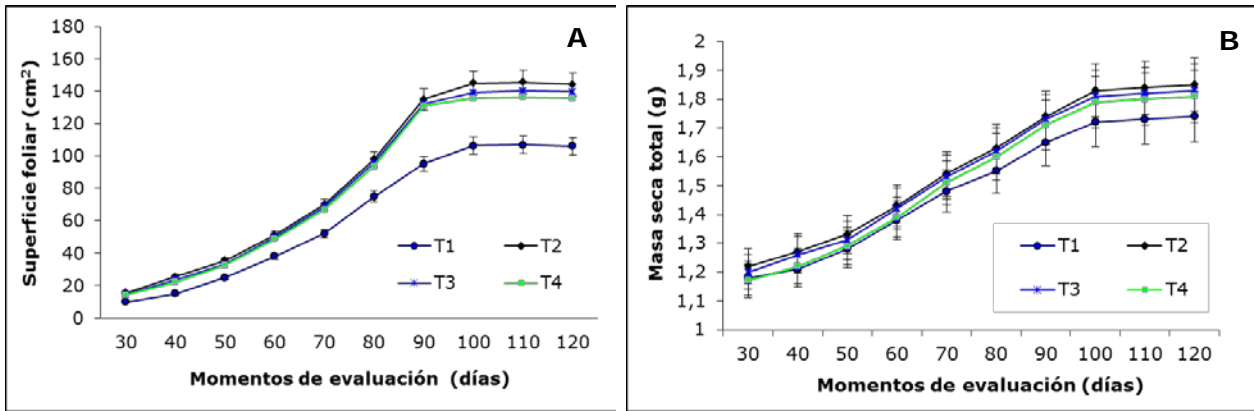 A
Superficie foliar (cm²)
180
160
140
120
100
80
60
40
20
0
T1 T2
T3 T4
30 40 50 60 70 80 90 100 110 120
Momentos de evaluación (días)
B
Masa seca total (g)
2
1,9
1,8
1,7
1,6
1,5
1,4
1,3
1,2
1,1
1
T1 T2
T3 T4
30 40 50 60 70 80 90 100 110 120
Momentos de evaluación (días)